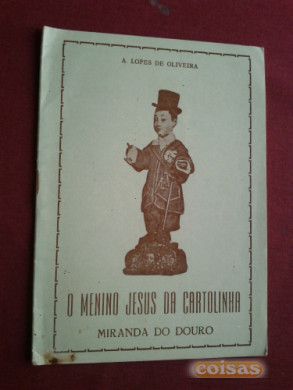 A. LOPES DE OLIVEIRA
O MENINO JESUS DA CARTOLINHA
MIRANDA DO DOURO
coisas